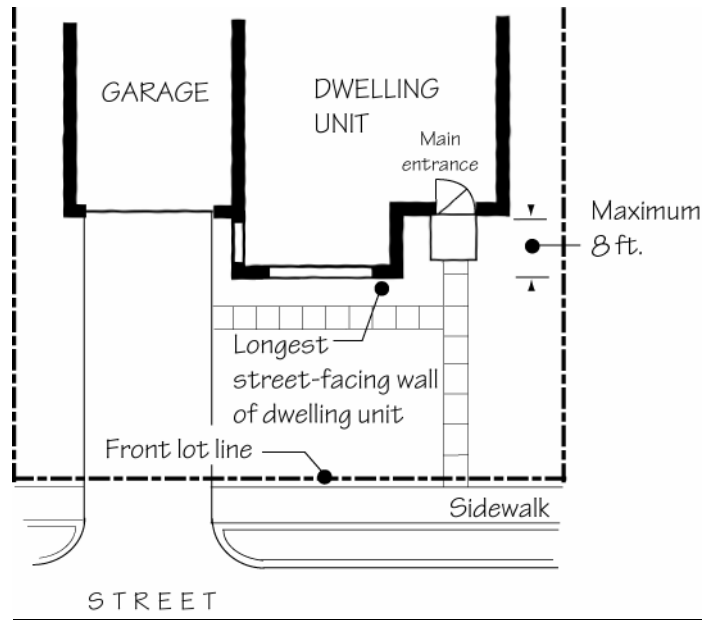 GARAGE
DWELLING
UNIT
Main
entrance
Maximum
8 ft.
Longest
street-facing wall
of dwelling unit
Front lot line
Sidewalk
STREET